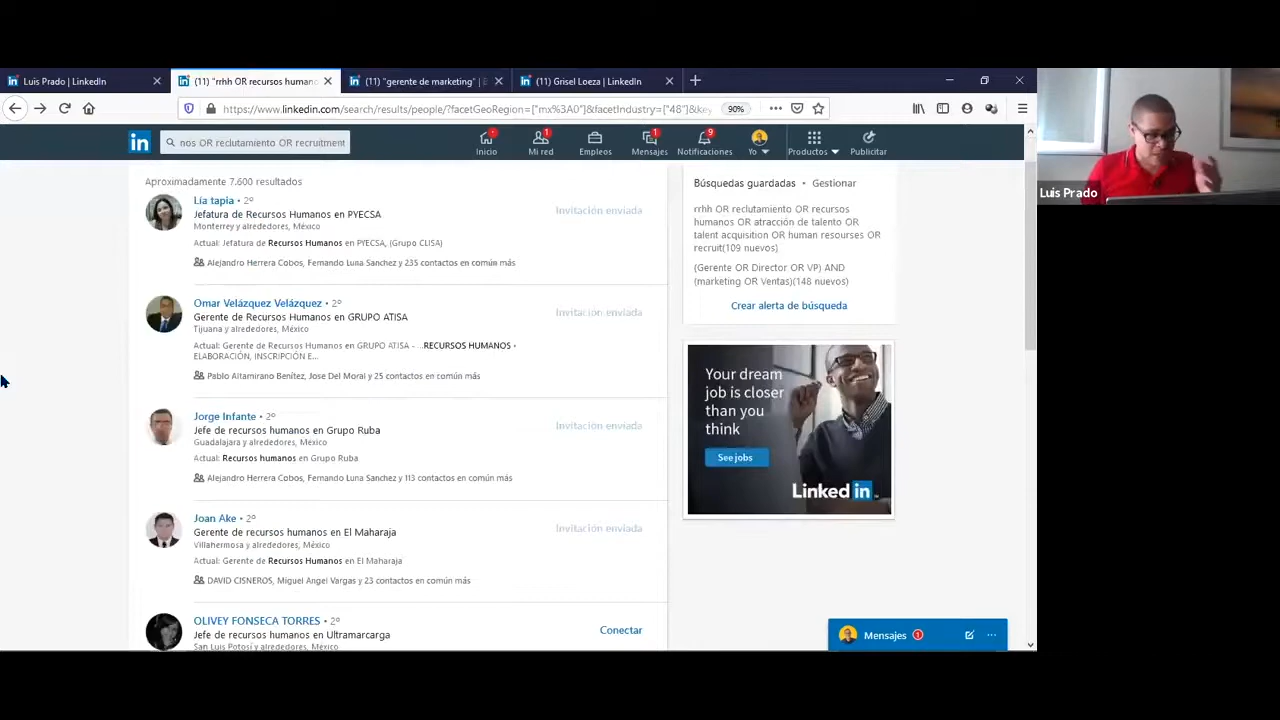 Luis Prado | LinkedIn
(11) "rrhh OR recursos humano
(11) "gerente de marketing" | 
(11) Grisel Loeza | LinkedIn
https://www.linkedin.com/search/results/people/?facetGeoRegion=["mx%3A0"]&facetIndustry=["48"]&key
90%
in
nos OR reclutamiento OR recruitment
Inicio
Mi red
1
Empleos
Mensajes
1
Notificaciones
9
Yo
Productos
Publicitar
Aproximadamente 7.600 resultados
Lía tapia • 2º
Jefatura de Recursos Humanos en PYECSA
Monterrey y alrededores, México
Actual: Jefatura de Recursos Humanos en PYECSA, (Grupo CLISA)
Alejandro Herrera Cobos, Fernando Luna Sanchez y 235 contactos en común más
Invitación enviada
Omar Velázquez Velázquez • 2º
Gerente de Recursos Humanos en GRUPO ATISA
Tijuana y alrededores, México
Actual: Gerente de Recursos Humanos en GRUPO ATISA - ...RECURSOS HUMANOS •
ELABORACIÓN, INSCRIPCIÓN E...
Pablo Altamirano Benítez, Jose Del Moral y 25 contactos en común más
Invitación enviada
Jorge Infante • 2º
Jefe de recursos humanos en Grupo Ruba
Guadalajara y alrededores, México
Actual: Recursos humanos en Grupo Ruba
Alejandro Herrera Cobos, Fernando Luna Sanchez y 113 contactos en común más
Invitación enviada
Joan Ake • 2º
Gerente de recursos humanos en El Maharaja
Villahermosa y alrededores, México
Actual: Gerente de Recursos Humanos en El Maharaja
DAVID CISNEROS, Miguel Angel Vargas y 23 contactos en común más
Invitación enviada
OLIVEY FONSECA TORRES • 2º
Jefe de recursos humanos en Ultramarcarga
San Luis Potosí y alrededores, México
Conectar
Búsquedas guardadas • Gestionar
rrhh OR reclutamiento OR recursos
humanos OR atracción de talento OR
talent acquisition OR human resourses OR
recruit(109 nuevos)
(Gerente OR Director OR VP) AND
(marketing OR Ventas)(148 nuevos)
Crear alerta de búsqueda
Your dream
job is closer
than you
think
See jobs
Linked in
Mensajes 1
Luis Prado